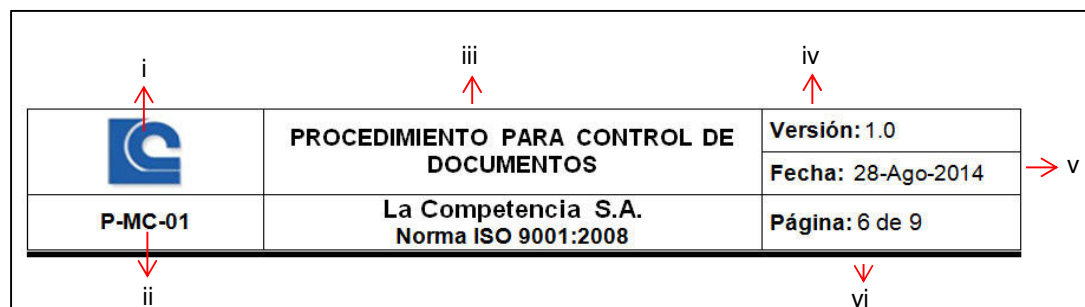 i
iii
iv
PROCEDIMIENTO PARA CONTROL DE
DOCUMENTOS
Versión: 1.0
Fecha: 28-Ago-2014
v
P-MC-01
La Competencia S.A.
Norma ISO 9001:2008
Página: 6 de 9
ii
vi